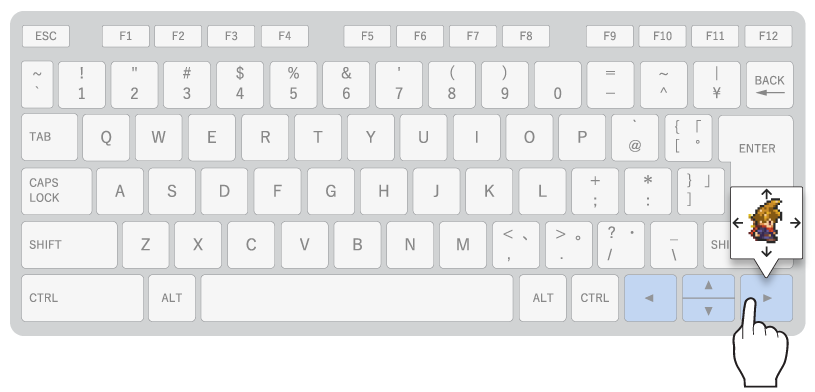 ESC F1 F2 F3 F4 F5 F6 F7 F8 F9 F10 F11 F12
~ ! " # $ % & ' ( ) = ~ | BACK
` 1 2 3 4 5 6 7 8 9 0 − ^ ¥
TAB Q W E R T Y U I O P ` @ { 「 [ ° ENTER
CAPS LOCK A S D F G H J K L + ; * : } 」 ]
SHIFT Z X C V B N M < 、 , > ° . ? ・ / _ \ SHI
CTRL ALT ALT CTRL